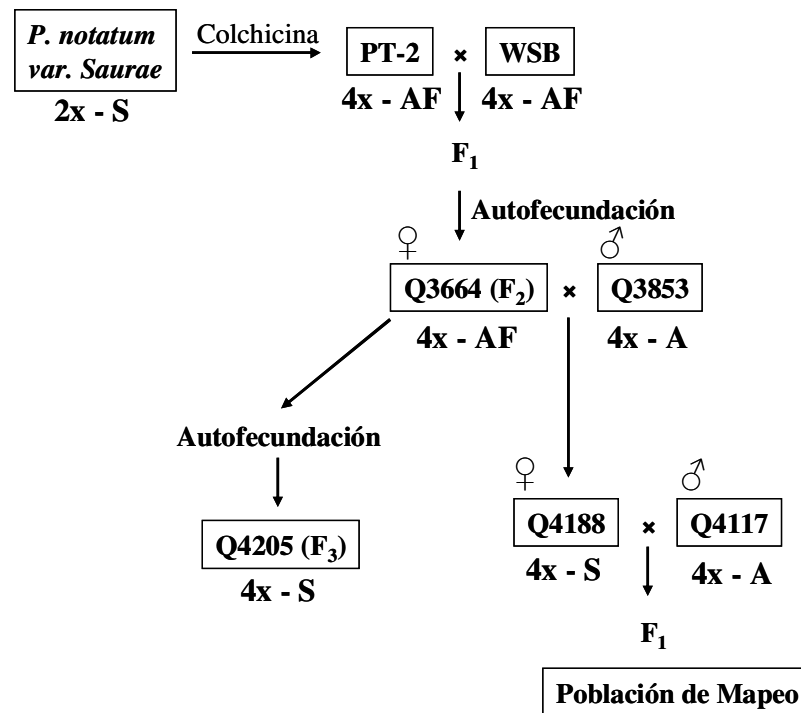 P. notatum
var. Saurae
2x - S
Colchicina
PT-2 × WSB
4x - AF 4x - AF
F₁
Autofecundación
♀ ♂
Q3664 (F₂) × Q3853
4x - AF 4x - A
Autofecundación
Q4205 (F₃)
4x - S
♀ ♂
Q4188 × Q4117
4x - S 4x - A
F₁
Población de Mapeo